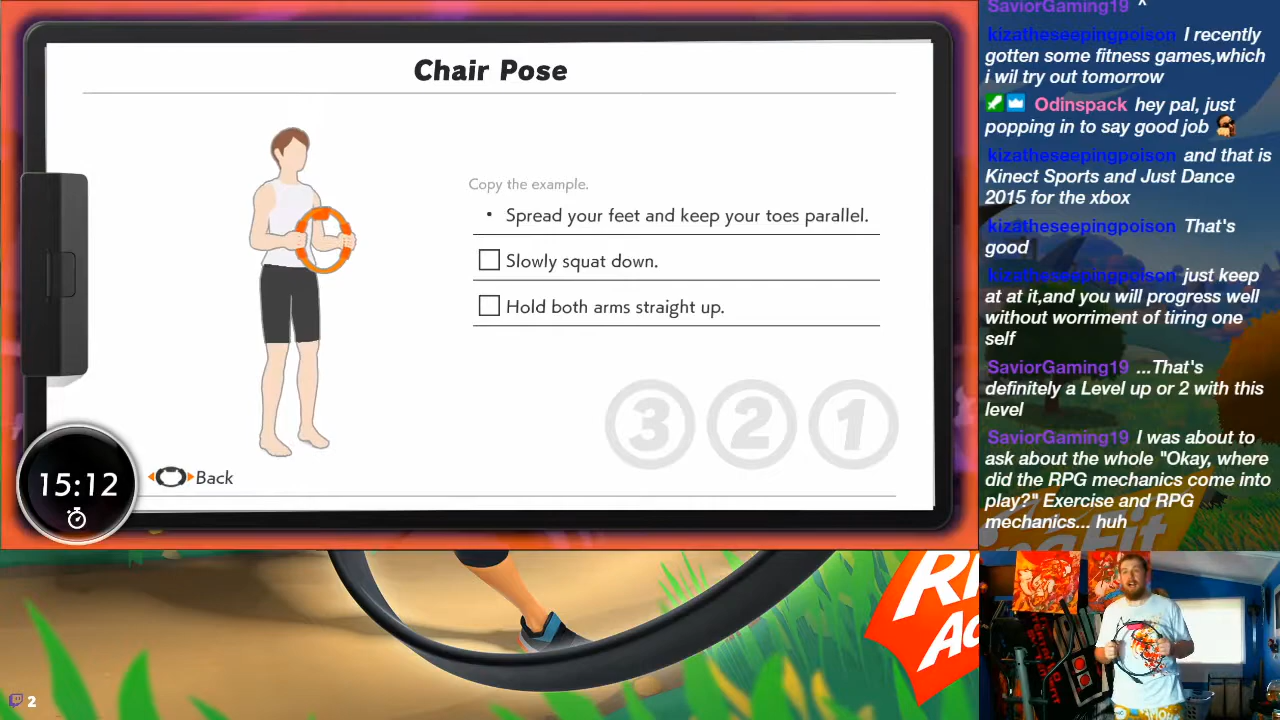 Chair Pose
Copy the example.
• Spread your feet and keep your toes parallel.
Slowly squat down.
Hold both arms straight up.
3 2 1
15:12
Back
SaviorGaming19 ^
kizatheseepingpoison I recently
gotten some fitness games,which
i wil try out tomorrow
Odinspack hey pal, just
popping in to say good job
kizatheseepingpoison and that is
Kinect Sports and Just Dance
2015 for the xbox
kizatheseepingpoison That's
good
kizatheseepingpoison just keep
at at it,and you will progress well
without worriment of tiring one
self
SaviorGaming19 ...That's
definitely a Level up or 2 with this
level
SaviorGaming19 I was about to
ask about the whole "Okay, where
did the RPG mechanics come into
play?" Exercise and RPG
mechanics... huh
2